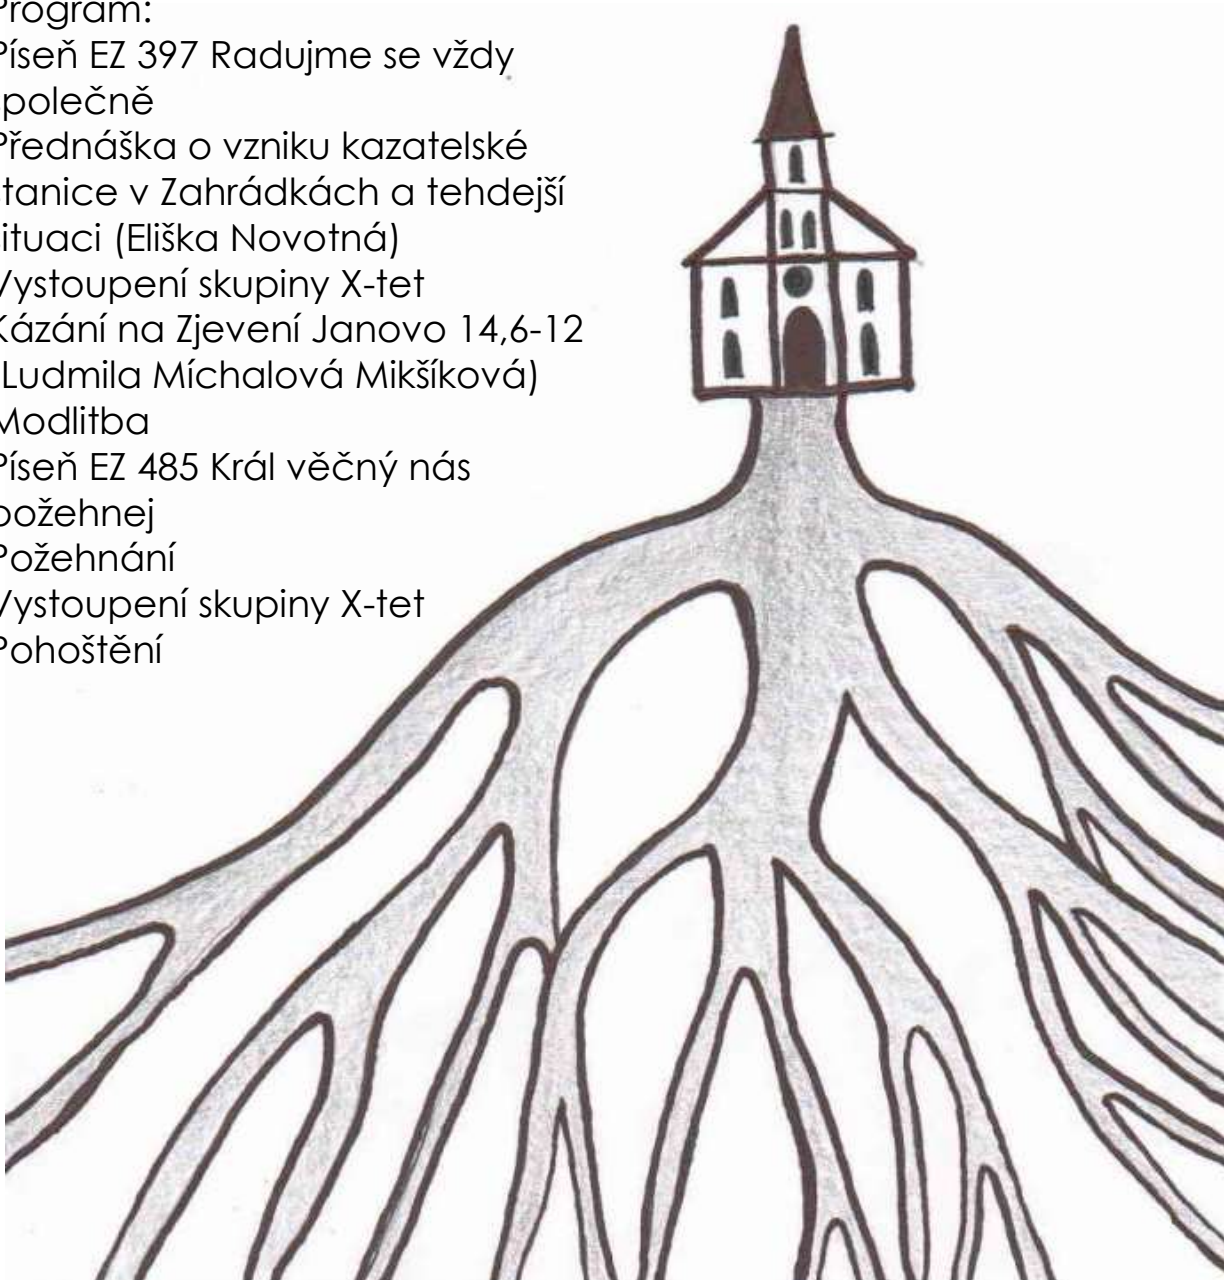 Program:
Píseň EZ 397 Radujme se vždy
polečně
Přednáška o vzniku kazatelské
tanice v Zahrádkách a tehdejší
ituaci (Eliška Novotná)
Vystoupení skupiny X-tet
Kázání na Zjevení Janovo 14,6-12
Ludmila Míchalová Mikšíková)
Modlitba
Píseň EZ 485 Král věčný nás
požehnej
Požehnání
Vystoupení skupiny X-tet
Pohoštění